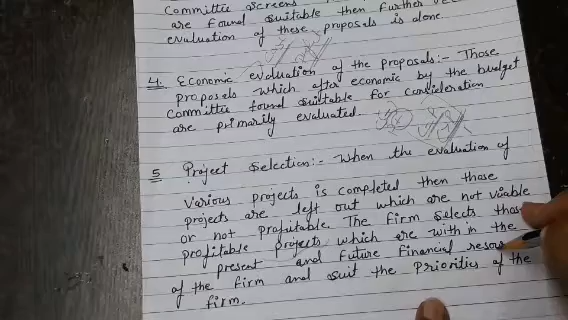 Committee screens
are found suitable then further
evaluation of these proposals is done
4. Economic evaluation of the Proposals:- Those
proposals which after economic by the budget
Committee found suitable for consideration
are primarily evaluated.
5 Project Selection:- When the evaluation of
Various projects is completed then those
projects are left out which are not viable
or not profitable. The firm selects those
profitable projects which are with in the
present and future Financial
of the firm and suit the Priorities of the
firm.